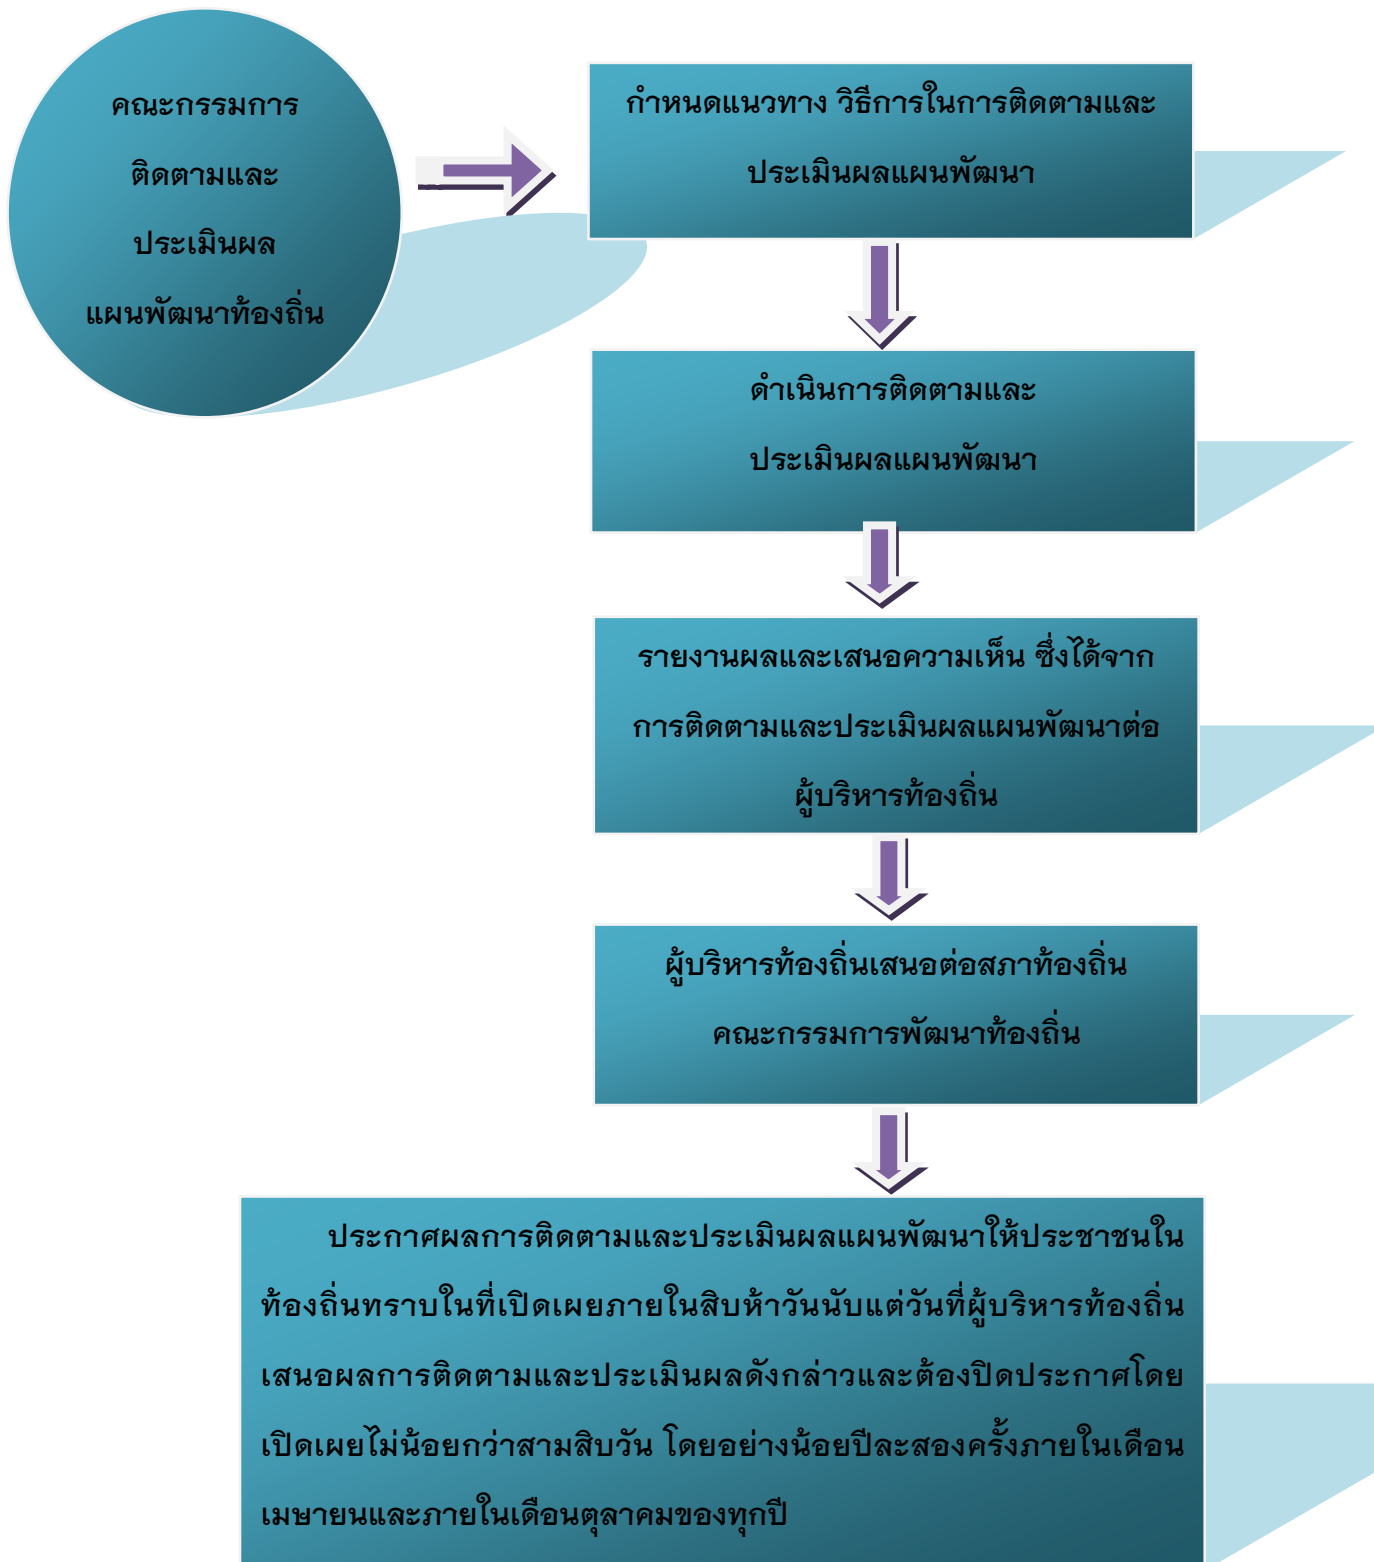 คณะกรรมการ
ติดตามและ
ประเมินผล
แผนพัฒนาท้องถิ่น
กำหนดแนวทาง วิธีการในการติดตามและ
ประเมินผลแผนพัฒนา
ดำเนินการติดตามและ
ประเมินผลแผนพัฒนา
รายงานผลและเสนอความเห็น ซึ่งได้จาก
การติดตามและประเมินผลแผนพัฒนาต่อ
ผู้บริหารท้องถิ่น
ผู้บริหารท้องถิ่นเสนอต่อสภาท้องถิ่น
คณะกรรมการพัฒนาท้องถิ่น
ประกาศผลการติดตามและประเมินผลแผนพัฒนาให้ประชาชนใน
ท้องถิ่นทราบในที่เปิดเผยภายในสิบห้าวันนับแต่วันที่ผู้บริหารท้องถิ่น
เสนอผลการติดตามและประเมินผลดังกล่าวและต้องปิดประกาศโดย
เปิดเผยไม่น้อยกว่าสามสิบวัน โดยอย่างน้อยปีละสองครั้งภายในเดือน
เมษายนและภายในเดือนตุลาคมของทุกปี